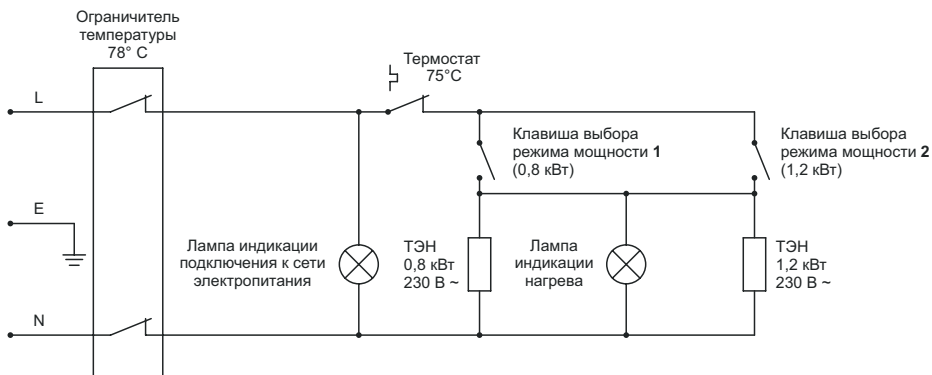 Ограничитель
температуры
78° C
Термостат
75°C
L
Клавиша выбора
режима мощности 1
(0,8 кВт)
Клавиша выбора
режима мощности 2
(1,2 кВт)
E
Лампа индикации
подключения к сети
электропитания
ТЭН
0,8 кВт
230 В ~
Лампа
индикации
нагрева
ТЭН
1,2 кВт
230 В ~
N